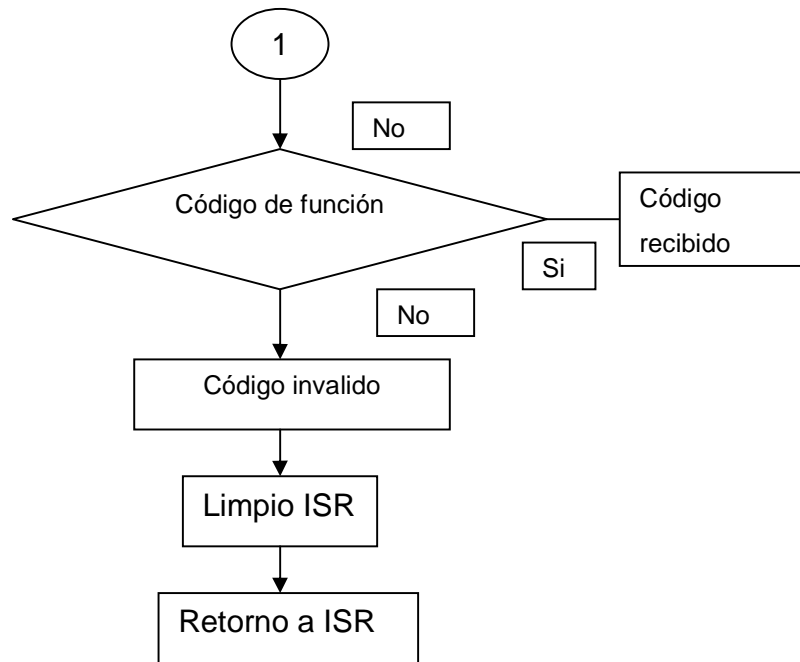 1
No
Código de función
Código
recibido
Si
No
Código invalido
Limpio ISR
Retorno a ISR